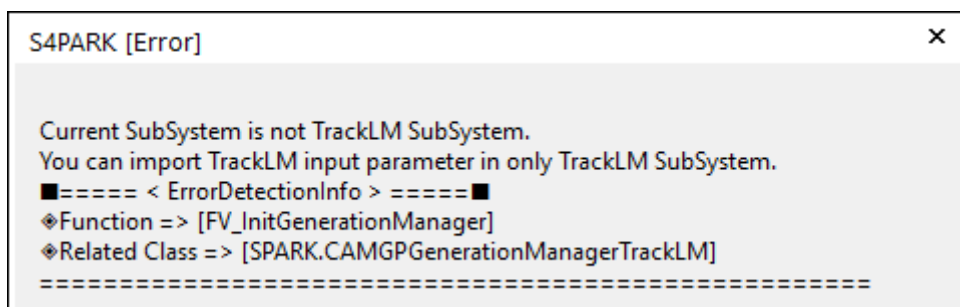 S4PARK [Error]
Current SubSystem is not TrackLM SubSystem.
You can import TrackLM input parameter in only TrackLM SubSystem.
■===== < ErrorDetectionInfo > =====■
◈Function => [FV_InitGenerationManager]
◈Related Class => [SPARK.CAMGPGenerationManagerTrackLM]
====================================================